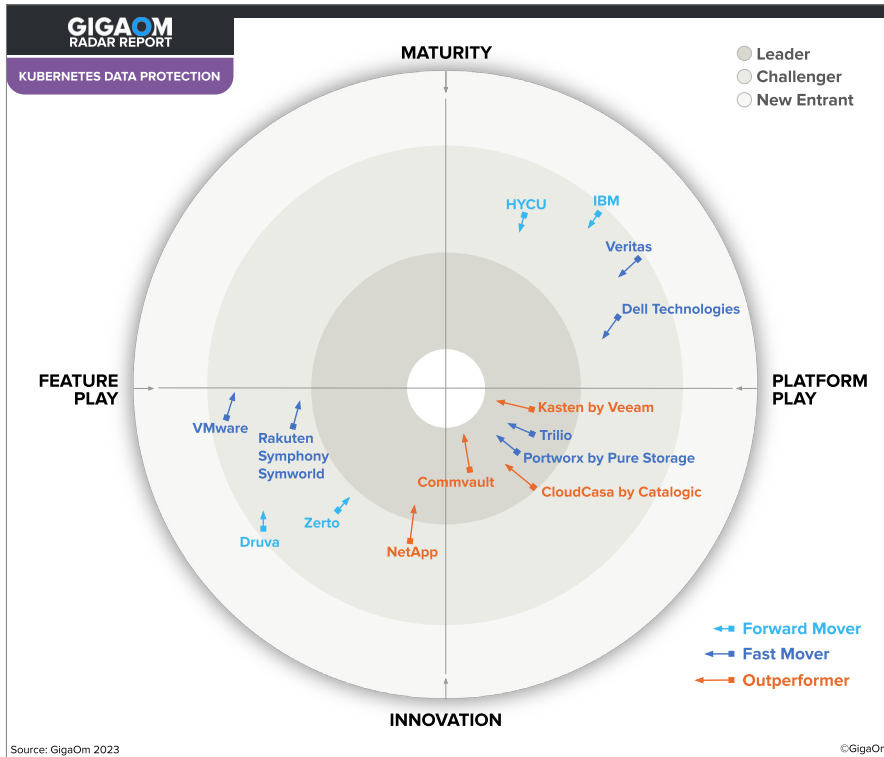 GIGAOM
RADAR REPORT
KUBERNETES DATA PROTECTION
MATURITY
Leader
Challenger
New Entrant
HYCU
IBM
Veritas
Dell Technologies
FEATURE
PLAY
PLATFORM
PLAY
Kasten by Veeam
VMware
Rakuten
Symphony
Symworld
Trilio
Portworx by Pure Storage
Commvault
CloudCasa by Catalogic
Zerto
Druva
NetApp
Forward Mover
Fast Mover
Outperformer
INNOVATION
Source: GigaOm 2023